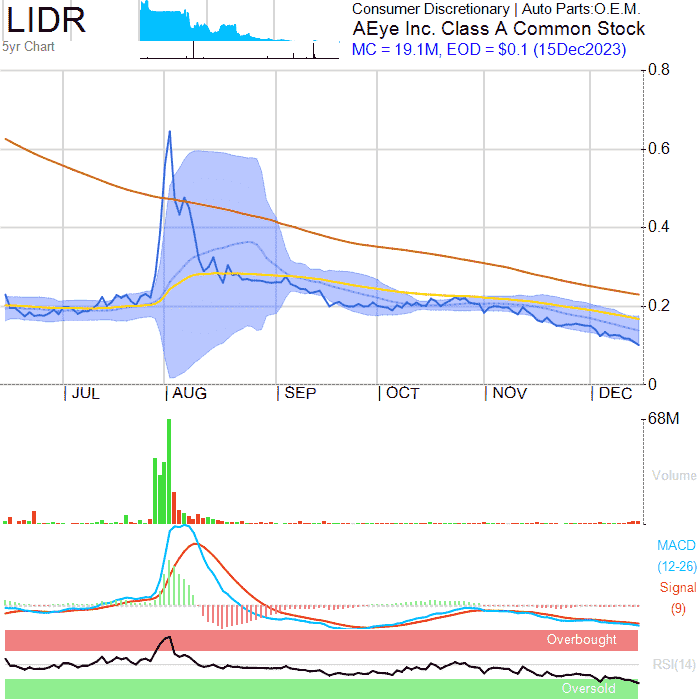 LIDR
5yr Chart
Consumer Discretionary | Auto Parts:O.E.M.
AEye Inc. Class A Common Stock
MC = 19.1M, EOD = $0.1 (15Dec2023)
0.8
0.6
0.4
0.2
0
JUL AUG SEP OCT NOV DEC
68M
Volume
MACD
(12-26)
Signal
(9)
Overbought
RSI(14)
Oversold